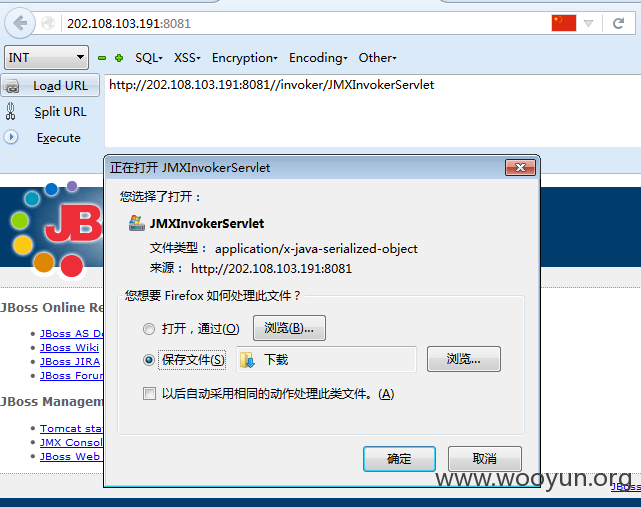 202.108.103.191:8081
INT SQL▾ XSS▾ Encryption▾ Encoding▾ Other▾
Load URL http://202.108.103.191:8081//invoker/JMXInvokerServlet
Split URL
Execute
正在打开 JMXInvokerServlet
您选择了打开：
JMXInvokerServlet
文件类型： application/x-java-serialized-object
来源： http://202.108.103.191:8081
您想要 Firefox 如何处理此文件？
打开，通过(O) 浏览(B)...
保存文件(S) 下载 浏览...
以后自动采用相同的动作处理此类文件。(A)
确定 取消
JB
JBoss Online Re
JBoss AS Do
JBoss Wiki
JBoss JIRA
JBoss Forum
JBoss Managem
Tomcat sta
JMX Consol
JBoss Web
JBoss
www.wooyun.org